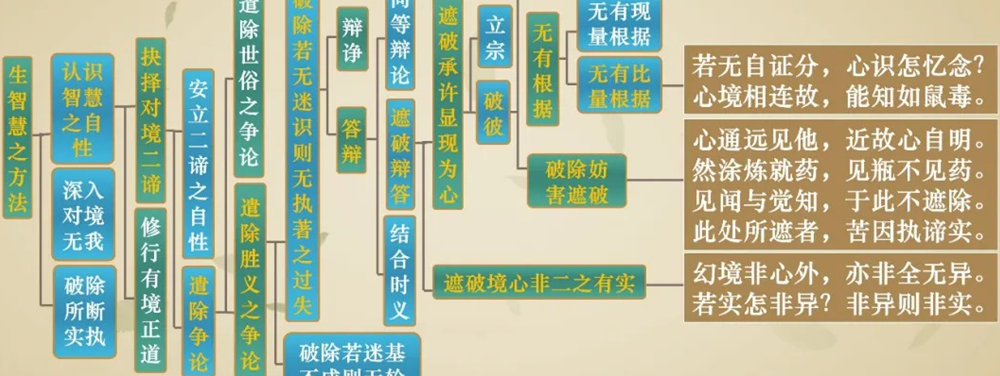 生智慧之方法
认识
智慧
之自
性
深入
对境
无我
破除
所断
实执
抉择对境二谛
修行有境正道
安立二谛之自性
遣除争论
遣除世俗之争论
遣除胜义之争论
破除若无迷识则无执著之过失
破除若迷基
辩诤
答辩
同等辩论
遮破辩答
结合时义
遮破承许显现为心
遮破境心非二之有实
立宗
破彼
无有根据
破除妨
害遮破
无有现
量根据
无有比
量根据
若无自证分，心识怎忆念？
心境相连故，能知如鼠毒。
心通远见他，近故心自明。
然涂炼就药，见瓶不见药。
见闻与觉知，于此不遮除。
此处所遮者，苦因执谛实。
幻境非心外，亦非全无异。
若实怎非异？非异则非实。